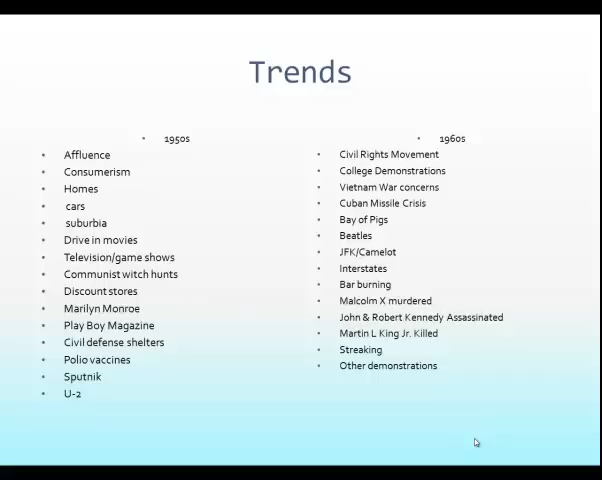 Trends
1950s
Affluence
Consumerism
Homes
cars
suburbia
Drive in movies
Television/game shows
Communist witch hunts
Discount stores
Marilyn Monroe
Play Boy Magazine
Civil defense shelters
Polio vaccines
Sputnik
U-2
1960s
Civil Rights Movement
College Demonstrations
Vietnam War concerns
Cuban Missile Crisis
Bay of Pigs
Beatles
JFK/Camelot
Interstates
Bar burning
Malcolm X murdered
John & Robert Kennedy Assassinated
Martin L King Jr. Killed
Streaking
Other demonstrations